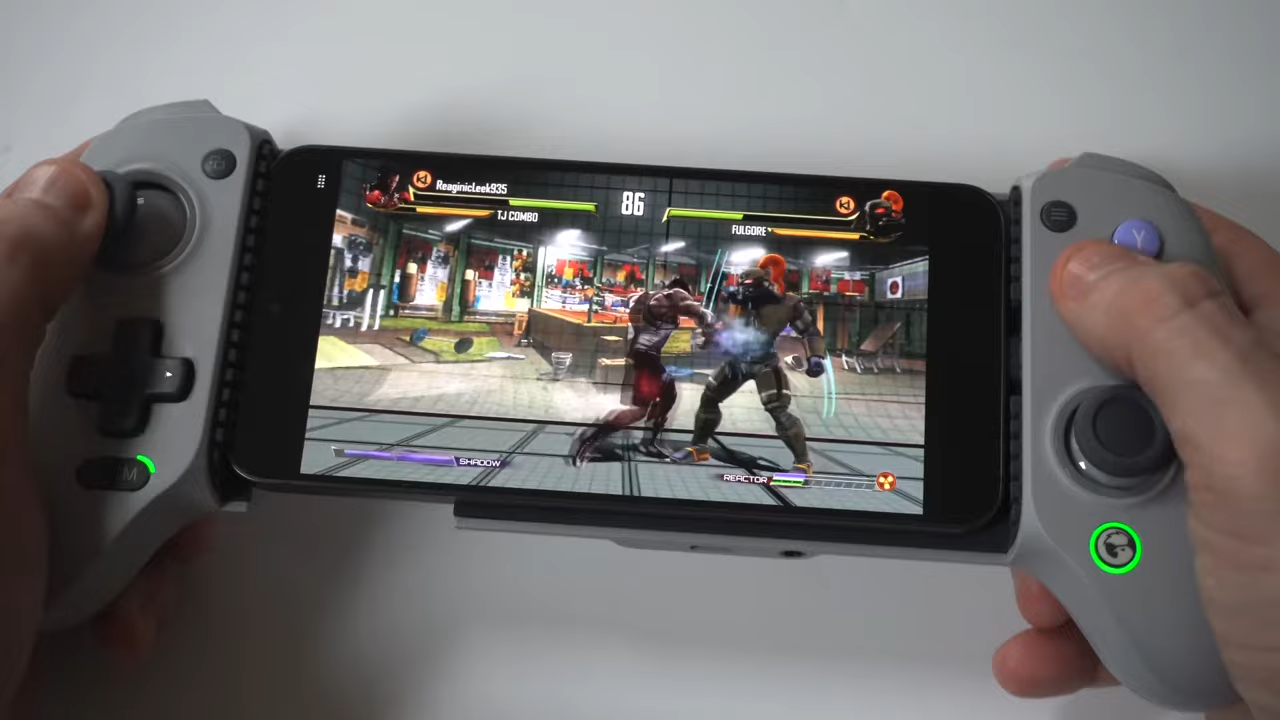 ReaginicLeek935
86
TJ COMBO
FULGORE
SHADOW
REACTOR
Y
M